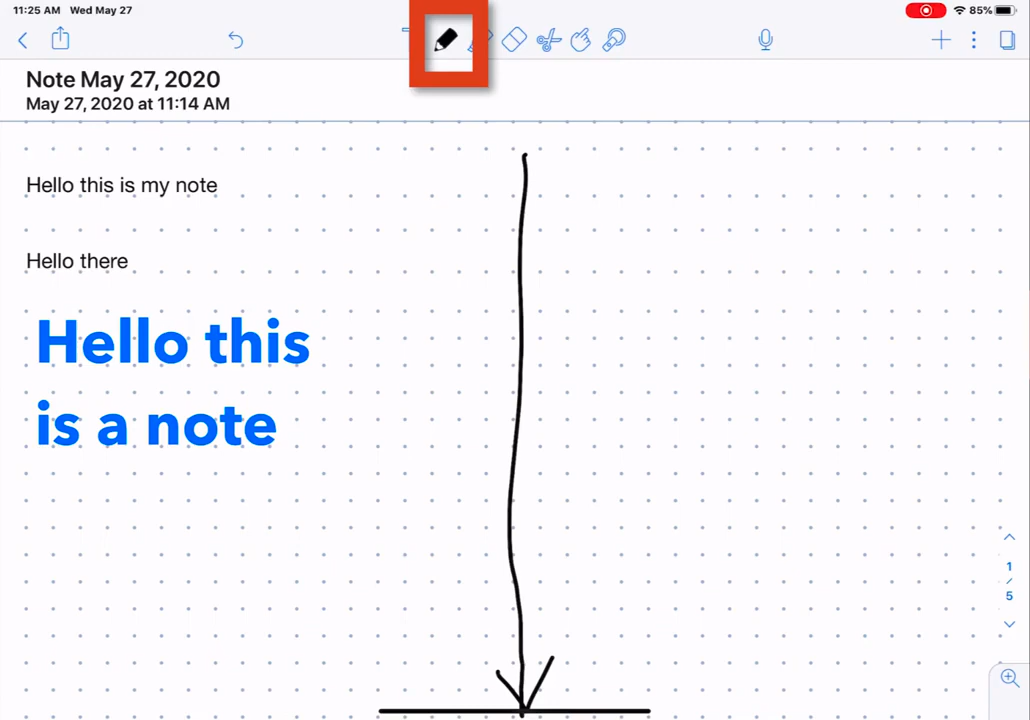 11:25 AM Wed May 27
85%
Note May 27, 2020
May 27, 2020 at 11:14 AM
Hello this is my note
Hello there
Hello this
is a note
1
/
5